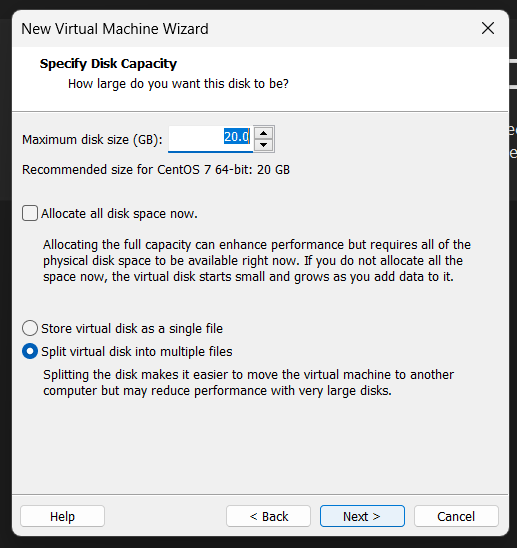 New Virtual Machine Wizard
Specify Disk Capacity
How large do you want this disk to be?
Maximum disk size (GB): 20.0
Recommended size for CentOS 7 64-bit: 20 GB
Allocate all disk space now.
Allocating the full capacity can enhance performance but requires all of the
physical disk space to be available right now. If you do not allocate all the
space now, the virtual disk starts small and grows as you add data to it.
Store virtual disk as a single file
Split virtual disk into multiple files
Splitting the disk makes it easier to move the virtual machine to another
computer but may reduce performance with very large disks.
Help < Back Next > Cancel